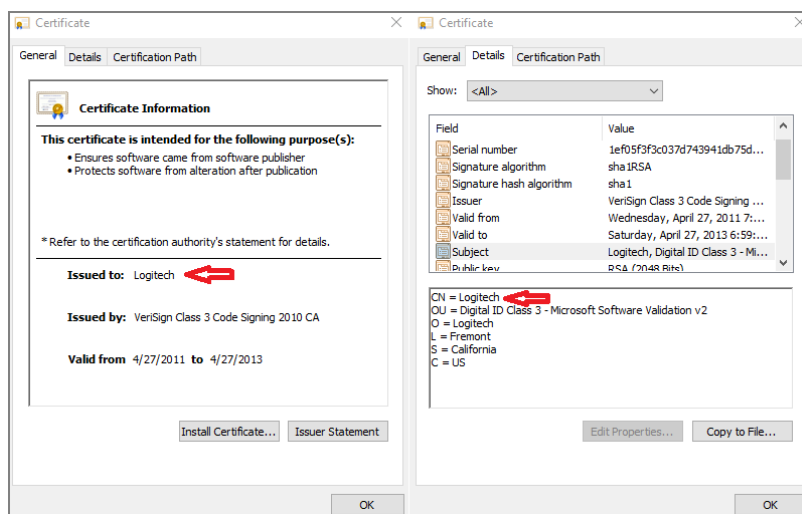 Certificate
General Details Certification Path
Certificate Information
This certificate is intended for the following purpose(s):
• Ensures software came from software publisher
• Protects software from alteration after publication
* Refer to the certification authority's statement for details.
Issued to: Logitech
Issued by: VeriSign Class 3 Code Signing 2010 CA
Valid from 4/27/2011 to 4/27/2013
Install Certificate... Issuer Statement
OK
Certificate
General Details Certification Path
Show: <All>
Field Value
Serial number 1ef05f3f3c037d743941db75d...
Signature algorithm sha1RSA
Signature hash algorithm sha1
Issuer VeriSign Class 3 Code Signing ...
Valid from Wednesday, April 27, 2011 7:...
Valid to Saturday, April 27, 2013 6:59:...
Subject Logitech, Digital ID Class 3 - Mi...
Public key RSA (2048 Bits)
CN = Logitech
OU = Digital ID Class 3 - Microsoft Software Validation v2
O = Logitech
L = Fremont
S = California
C = US
Edit Properties... Copy to File...
OK